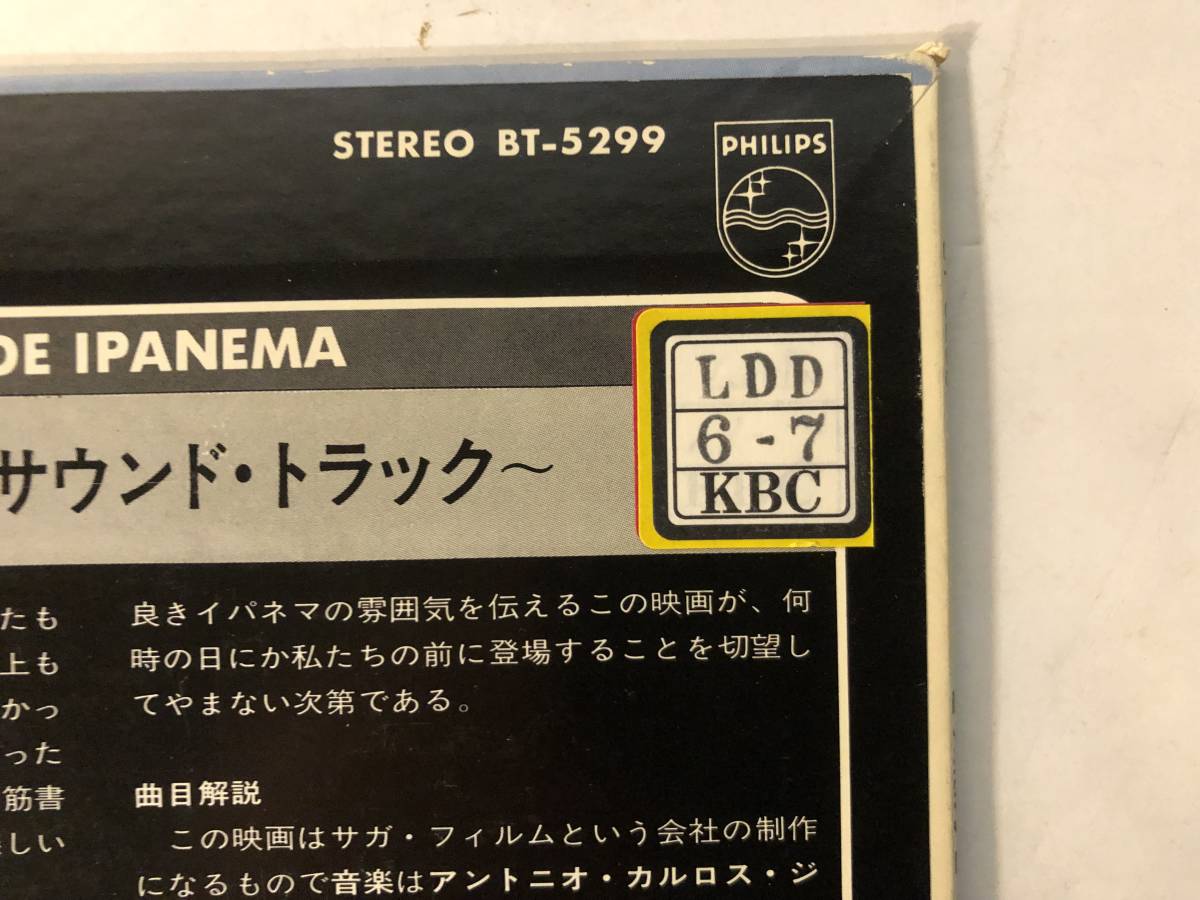 STEREO BT-5299
PHILIPS
DE IPANEMA
LDD
6-7
KBC
サウンド・トラック～
たも
上も
かっ
った
筋書
しい
良きイパネマの雰囲気を伝えるこの映画が、何
時の日にか私たちの前に登場することを切望し
てやまない次第である。
曲目解説
この映画はサガ・フィルムという会社の制作
になるもので音楽はアントニオ・カルロス・ジ